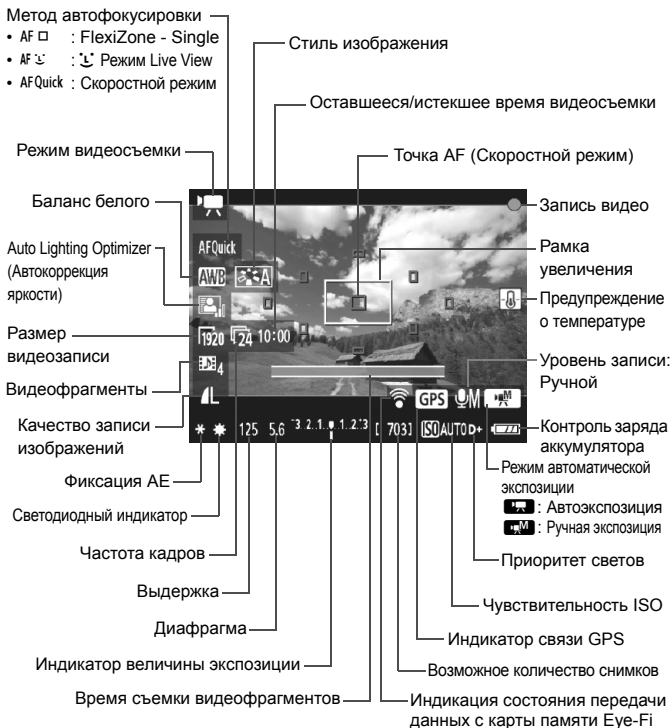 Метод автофокусировки
• AF □ : FlexiZone - Single
• AF : Режим Live View
• AFQuick : Скоростной режим
Стиль изображения
Оставшееся/истекшее время видеосъемки
Режим видеосъемки
Точка AF (Скоростной режим)
Баланс белого
Запись видео
Auto Lighting Optimizer
(Автокоррекция
яркости)
Рамка
увеличения
Предупреждение
о температуре
Размер
видеозаписи
Уровень записи:
Ручной
Видеофрагменты
Качество записи
изображений
Контроль заряда
аккумулятора
Режим автоматической
экспозиции
: Автоэкспозиция
M : Ручная экспозиция
Фиксация AE
Светодиодный индикатор
Частота кадров
Приоритет светов
Выдержка
Чувствительность ISO
Диафрагма
Индикатор связи GPS
Индикатор величины экспозиции
Возможное количество снимков
Время съемки видеофрагментов
Индикация состояния передачи
данных с карты памяти Eye-Fi
AFQuick
AWB A
1920 24 10:00
4
L
GPS M M
* 125 5.6 -3..2..1..0..1..2..+3 [ 703] ISO AUTO D+